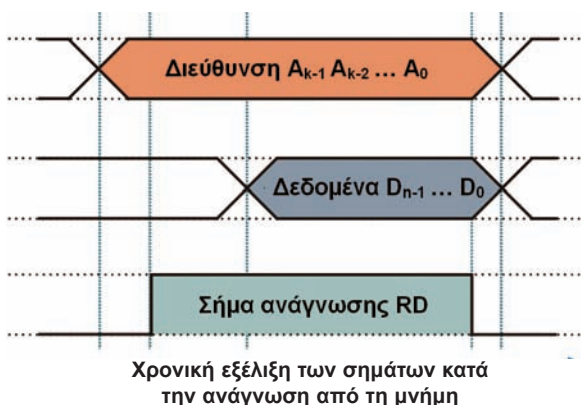 Διεύθυνση Ak-1 Ak-2 ... A0
Δεδομένα Dn-1 ... D0
Σήμα ανάγνωσης RD
Χρονική εξέλιξη των σημάτων κατά
την ανάγνωση από τη μνήμη